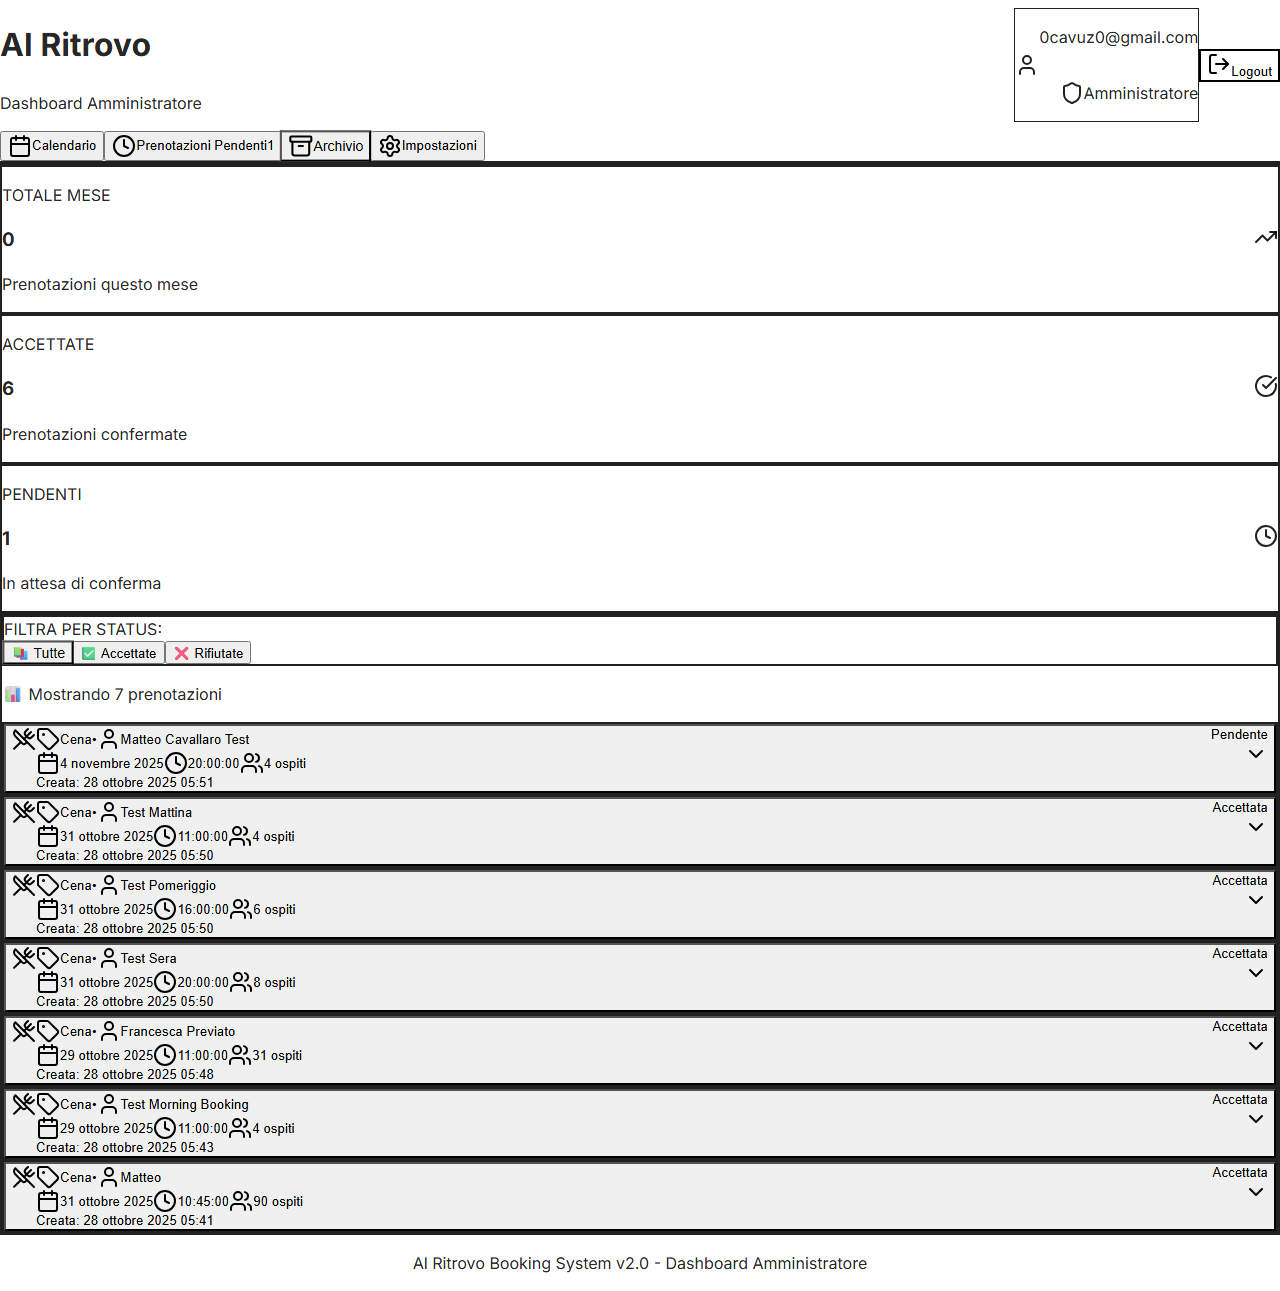 Al Ritrovo
Dashboard Amministratore
0cavuz0@gmail.com
Amministratore
Logout
Calendario
Prenotazioni Pendenti1
Archivio
Impostazioni
TOTALE MESE
0
Prenotazioni questo mese
ACCETTATE
6
Prenotazioni confermate
PENDENTI
1
In attesa di conferma
FILTRA PER STATUS:
Tutte
Accettate
Rifiutate
Mostrando 7 prenotazioni
Cena• Matteo Cavallaro Test
Pendente
4 novembre 2025 20:00:00 4 ospiti
Creata: 28 ottobre 2025 05:51
Cena• Test Mattina
Accettata
31 ottobre 2025 11:00:00 4 ospiti
Creata: 28 ottobre 2025 05:50
Cena• Test Pomeriggio
Accettata
31 ottobre 2025 16:00:00 6 ospiti
Creata: 28 ottobre 2025 05:50
Cena• Test Sera
Accettata
31 ottobre 2025 20:00:00 8 ospiti
Creata: 28 ottobre 2025 05:50
Cena• Francesca Previato
Accettata
29 ottobre 2025 11:00:00 31 ospiti
Creata: 28 ottobre 2025 05:48
Cena• Test Morning Booking
Accettata
29 ottobre 2025 11:00:00 4 ospiti
Creata: 28 ottobre 2025 05:43
Cena• Matteo
Accettata
31 ottobre 2025 10:45:00 90 ospiti
Creata: 28 ottobre 2025 05:41
Al Ritrovo Booking System v2.0 - Dashboard Amministratore